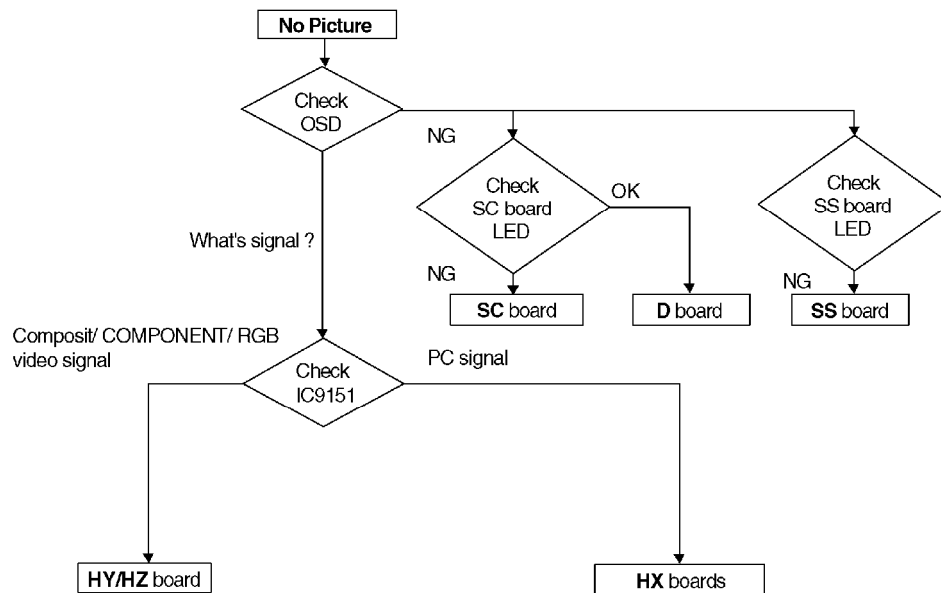 No Picture
Check
OSD
NG
Check
SC board
LED
OK
Check
SS board
LED
What's signal ?
NG
NG
SC board
D board
SS board
Composit/ COMPONENT/ RGB
video signal
PC signal
Check
IC9151
HY/HZ board
HX boards